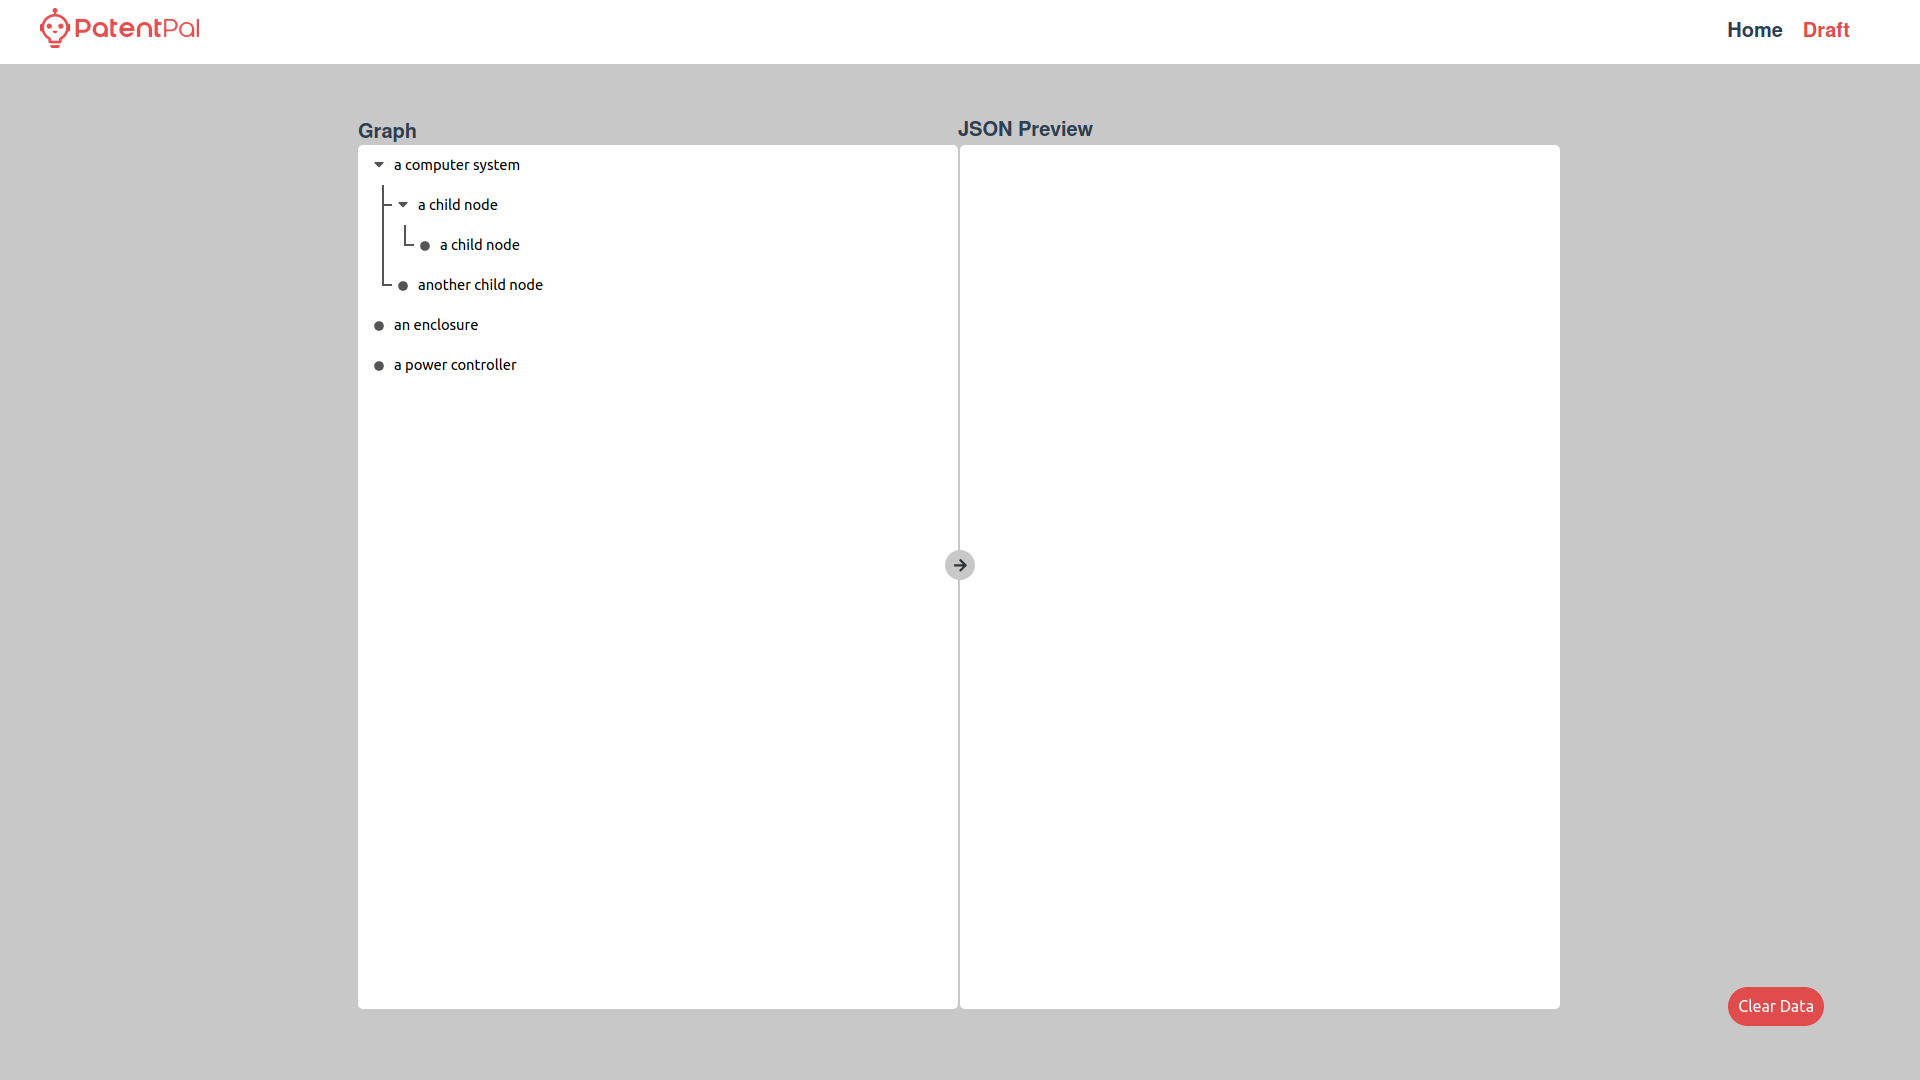 PatentPal
Home Draft
Graph
JSON Preview
a computer system
a child node
a child node
another child node
an enclosure
a power controller
Clear Data